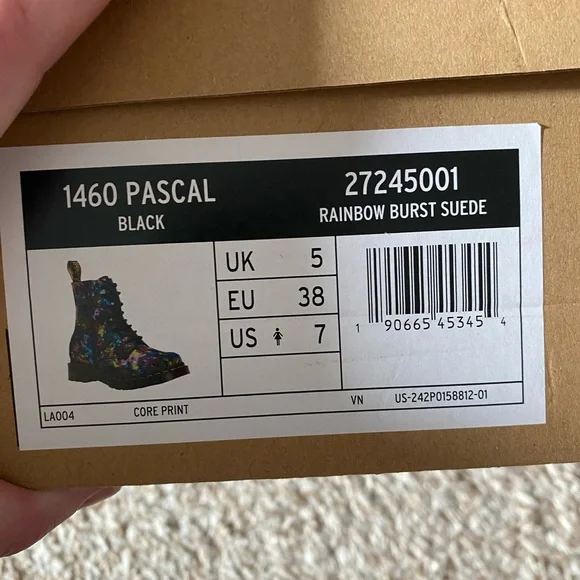 1460 PASCAL
BLACK
27245001
RAINBOW BURST SUEDE
UK 5
EU 38
US 7
1 90665 45345 4
LA004
CORE PRINT
VN
US-242P0158812-01